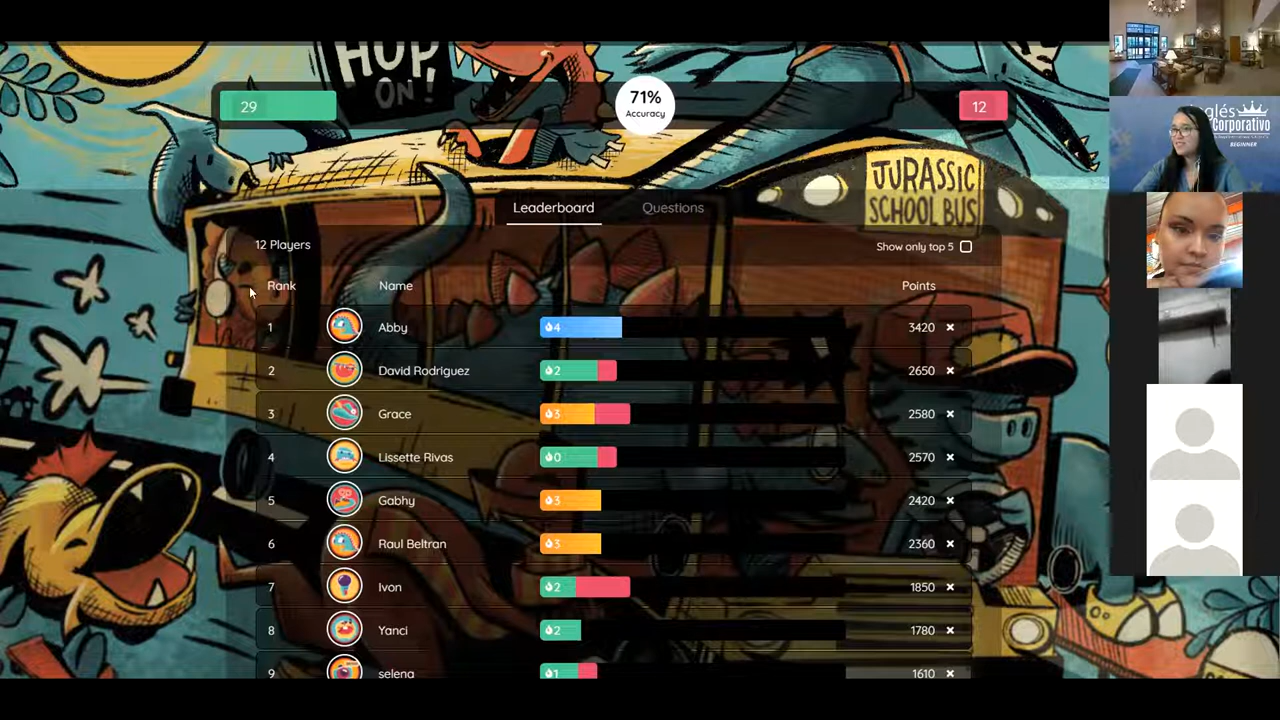 HOP
ON!
29
71%
Accuracy
12
JURASSIC
SCHOOL BUS
Leaderboard
Questions
12 Players
Show only top 5
Rank
Name
Points
1 Abby 4 3420
2 David Rodriguez 2 2650
3 Grace 3 2580
4 Lissette Rivas 0 2570
5 Gabhy 3 2420
6 Raul Beltran 3 2360
7 Ivon 2 1850
8 Yanci 2 1780
9 selena 1 1610
glés
Corporativo
BEGINNER